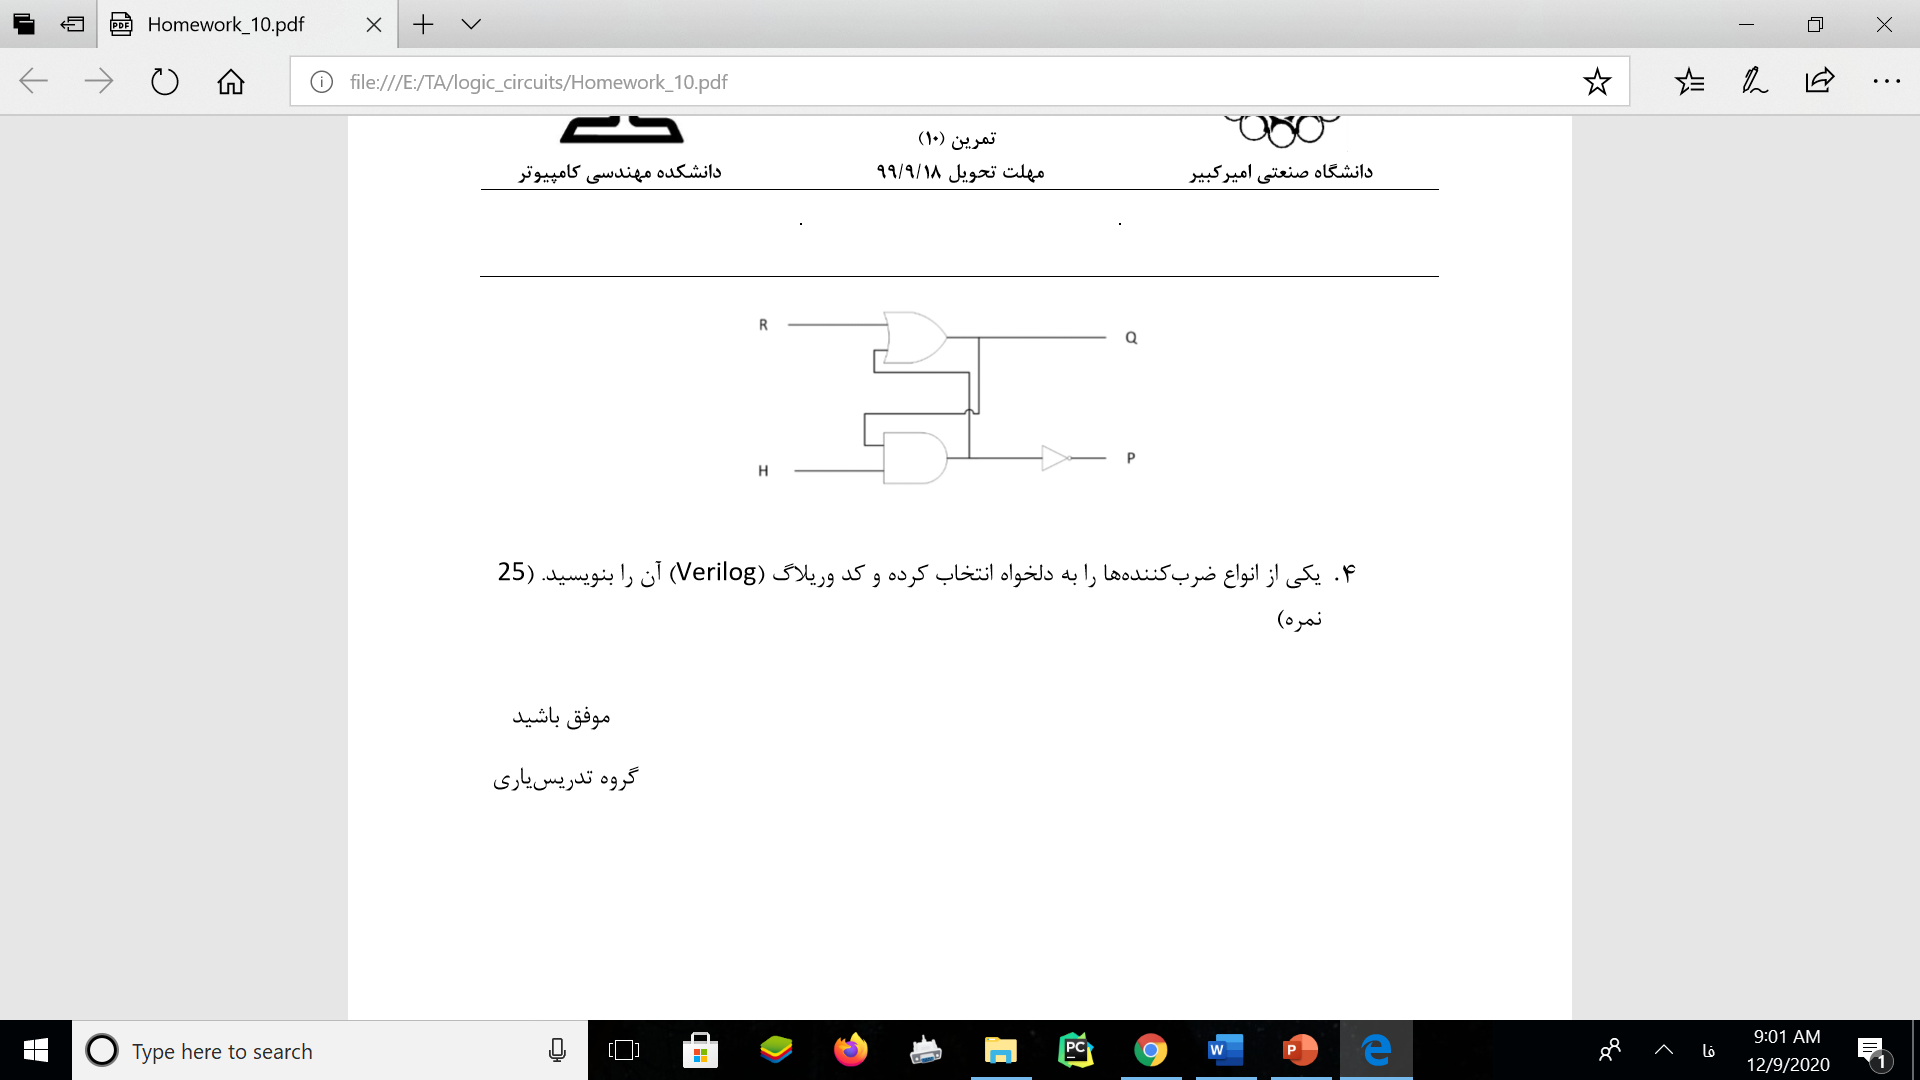 Homework_10.pdf
file:///E:/TA/logic_circuits/Homework_10.pdf
تمرین (۱۰)
دانشگاه صنعتی امیرکبیر
مهلت تحویل ۹۹/۹/۱۸
دانشکده مهندسی کامپیوتر
R
Q
H
P
۴. یکی از انواع ضرب‌کننده‌ها را به دلخواه انتخاب کرده و کد وریلاگ (Verilog) آن را بنویسید. (25
نمره)
موفق باشید
گروه تدریس‌یاری
Type here to search
PC
W
P
فا
9:01 AM
12/9/2020
1